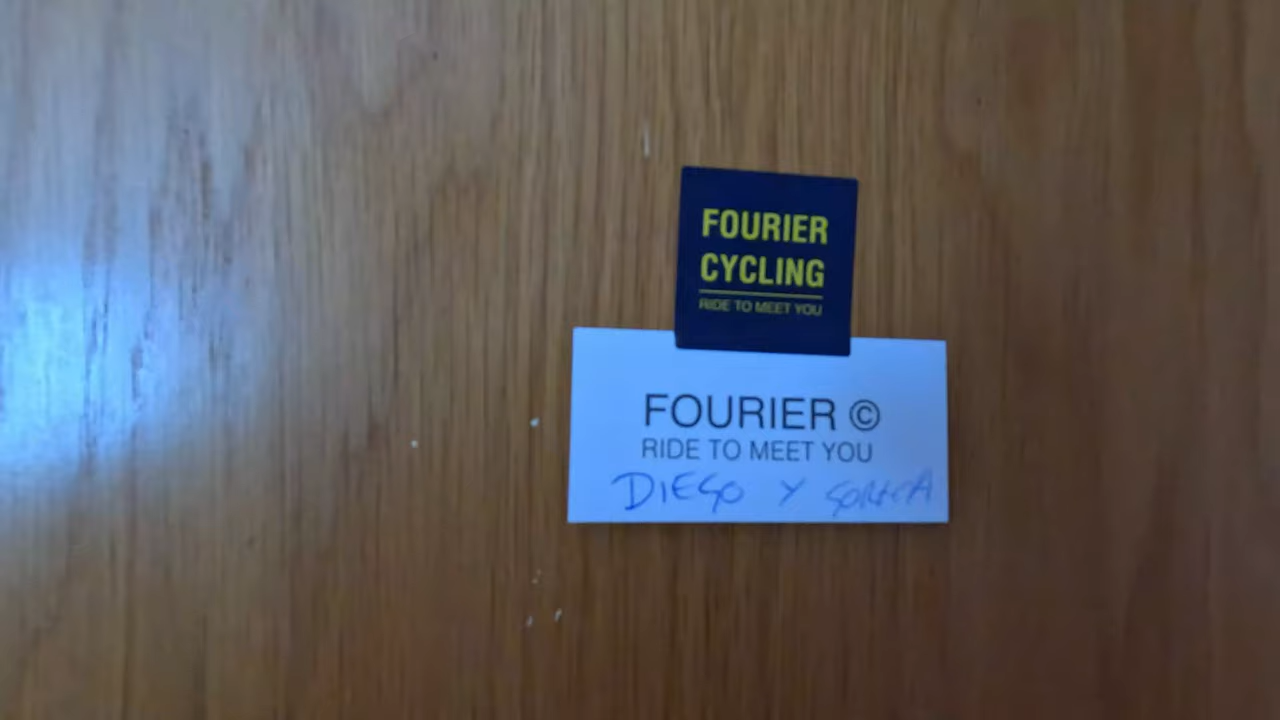 FOURIER
CYCLING
RIDE TO MEET YOU
FOURIER ©
RIDE TO MEET YOU
DIEGO Y